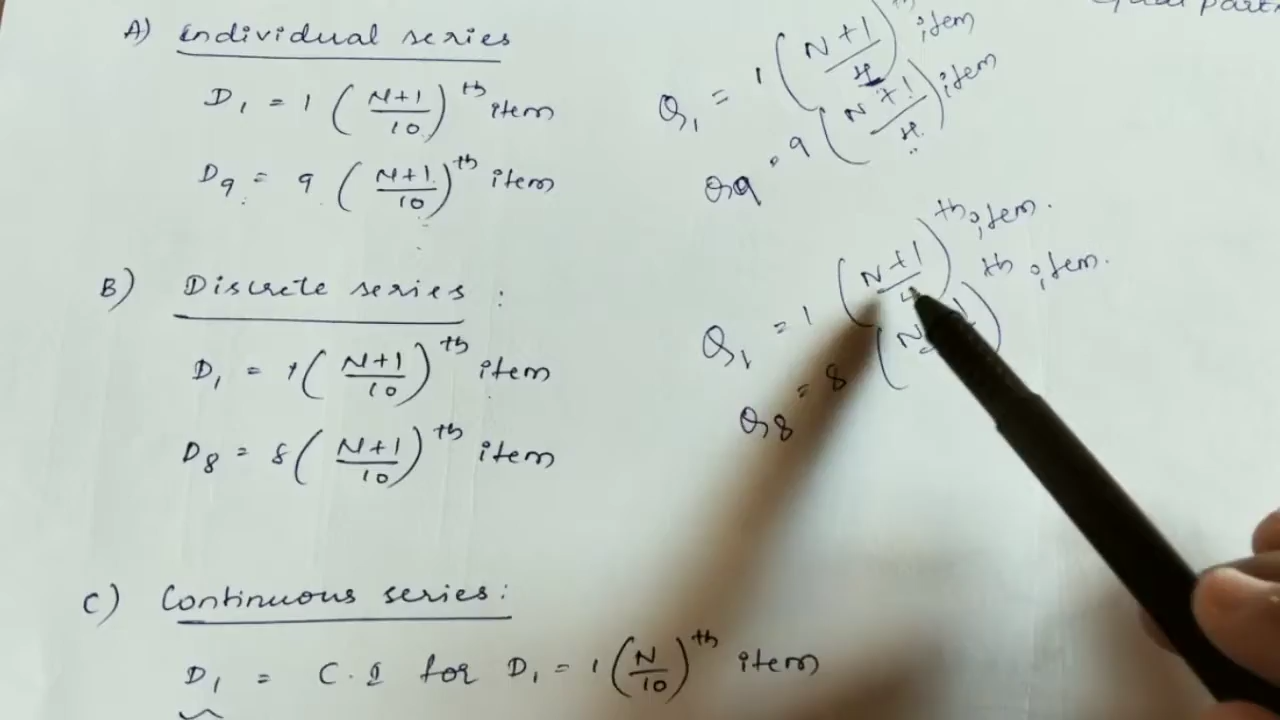 equal part
A) Individual series
D₁ = 1 (N+1/10)ᵗʰ item
D₉ = 9 (N+1/10)ᵗʰ item
Q₁ = 1 (N+1/4)ᵗʰ item
Q₉ = 9 (N+1/4) item
B) Discrete series :
D₁ = 1 (N+1/10)ᵗʰ item
D₈ = 8 (N+1/10)ᵗʰ item
Q₁ = 1 (N+1/4)ᵗʰ item.
Q₈ = 8 (N+1)ᵗʰ item.
C) Continuous series :
D₁ = C.I for D₁ = 1 (N/10)ᵗʰ item